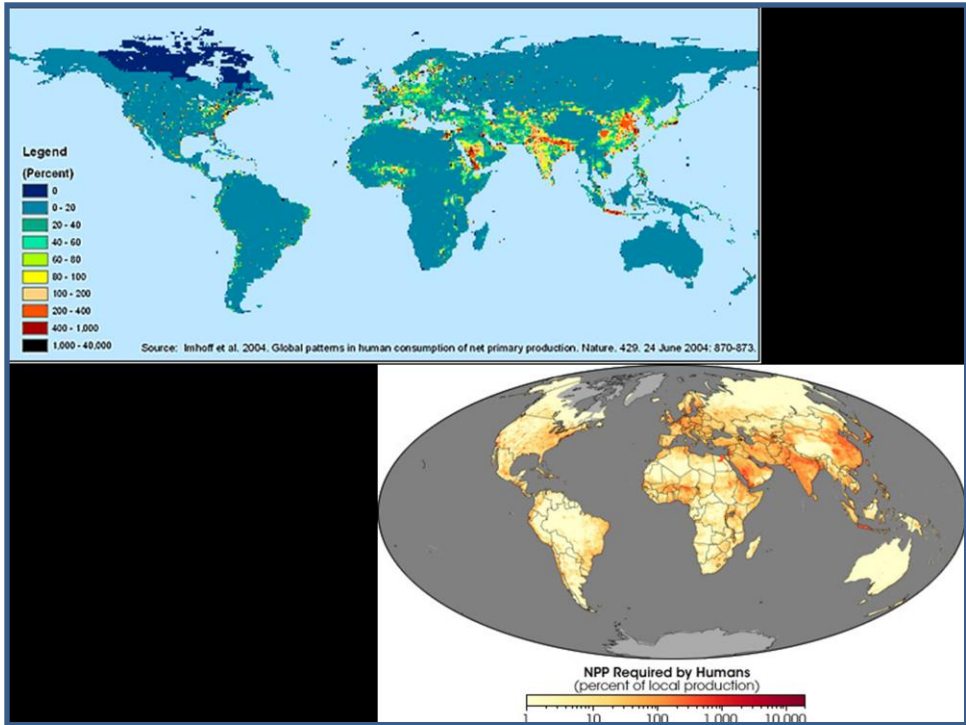 Legend
(Percent)
0
0 - 20
20 - 40
40 - 60
60 - 80
80 - 100
100 - 200
200 - 400
400 - 1,000
1,000 - 40,000
Source: Imhoff et al. 2004. Global patterns in human consumption of net primary production. Nature. 429. 24 June 2004: 870-873.
NPP Required by Humans
(percent of local production)
1 10 100 1,000 10,000